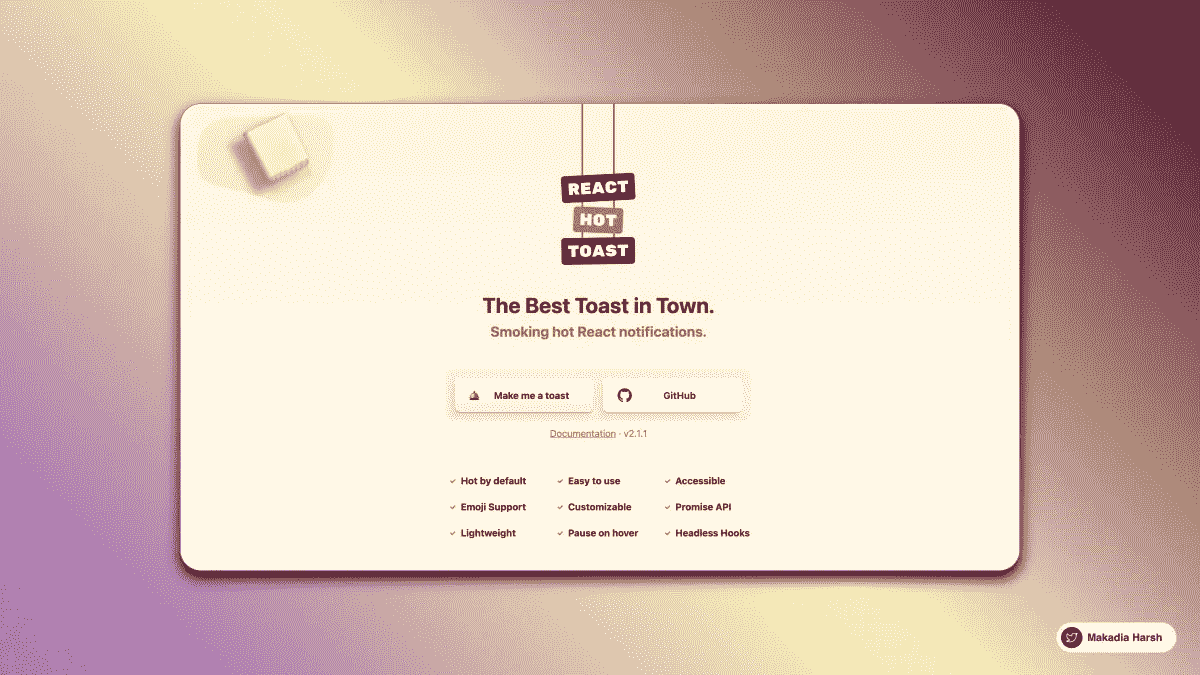 REACT
HOT
TOAST
The Best Toast in Town.
Smoking hot React notifications.
Make me a toast
GitHub
Documentation · v2.1.1
✓ Hot by default ✓ Easy to use ✓ Accessible
✓ Emoji Support ✓ Customizable ✓ Promise API
✓ Lightweight ✓ Pause on hover ✓ Headless Hooks
Makadia Harsh